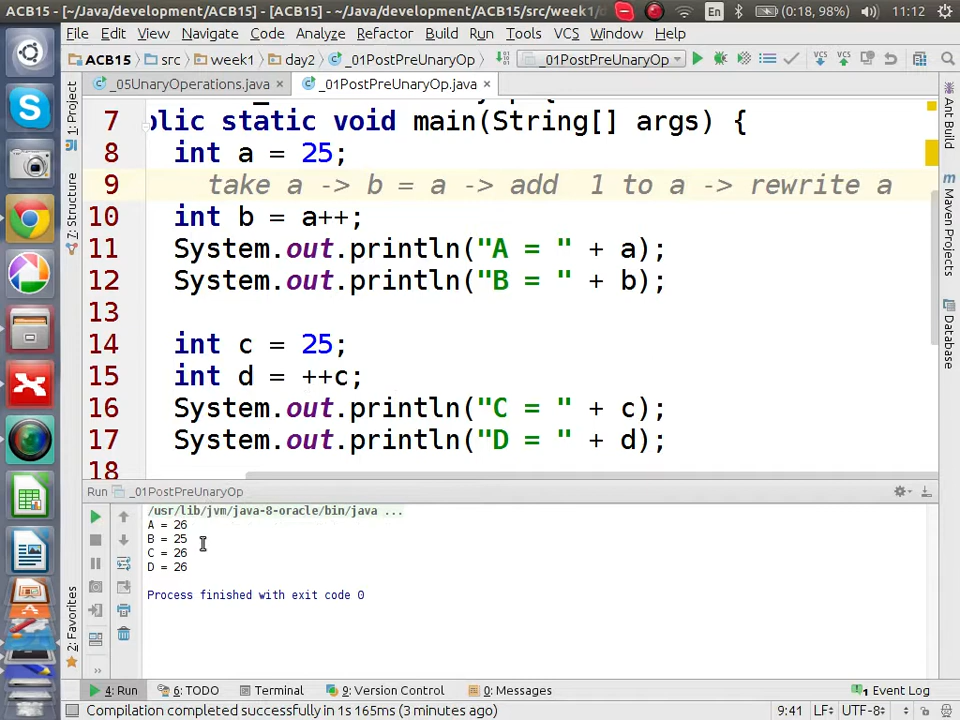 ACB15 - [~/Java/development/ACB15] - [ACB15] - ~/Java/development/ACB15/src/week1/
En (0:18, 98%) 11:12
File Edit View Navigate Code Analyze Refactor Build Run Tools VCS Window Help
ACB15 src week1 day2 _01PostPreUnaryOp _01PostPreUnaryOp VCS VCS
_05UnaryOperations.java × _01PostPreUnaryOp.java ×
7 blic static void main(String[] args) {
8 int a = 25;
9 take a -> b = a -> add 1 to a -> rewrite a
10 int b = a++;
11 System.out.println("A = " + a);
12 System.out.println("B = " + b);
13
14 int c = 25;
15 int d = ++c;
16 System.out.println("C = " + c);
17 System.out.println("D = " + d);
18
1: Project
7: Structure
2: Favorites
Ant Build
Maven Projects
Database
Run _01PostPreUnaryOp
/usr/lib/jvm/java-8-oracle/bin/java ...
A = 26
B = 25
C = 26
D = 26
Process finished with exit code 0
4: Run 6: TODO Terminal 9: Version Control 0: Messages 1 Event Log
Compilation completed successfully in 1s 165ms (3 minutes ago) 9:41 LF÷ UTF-8÷